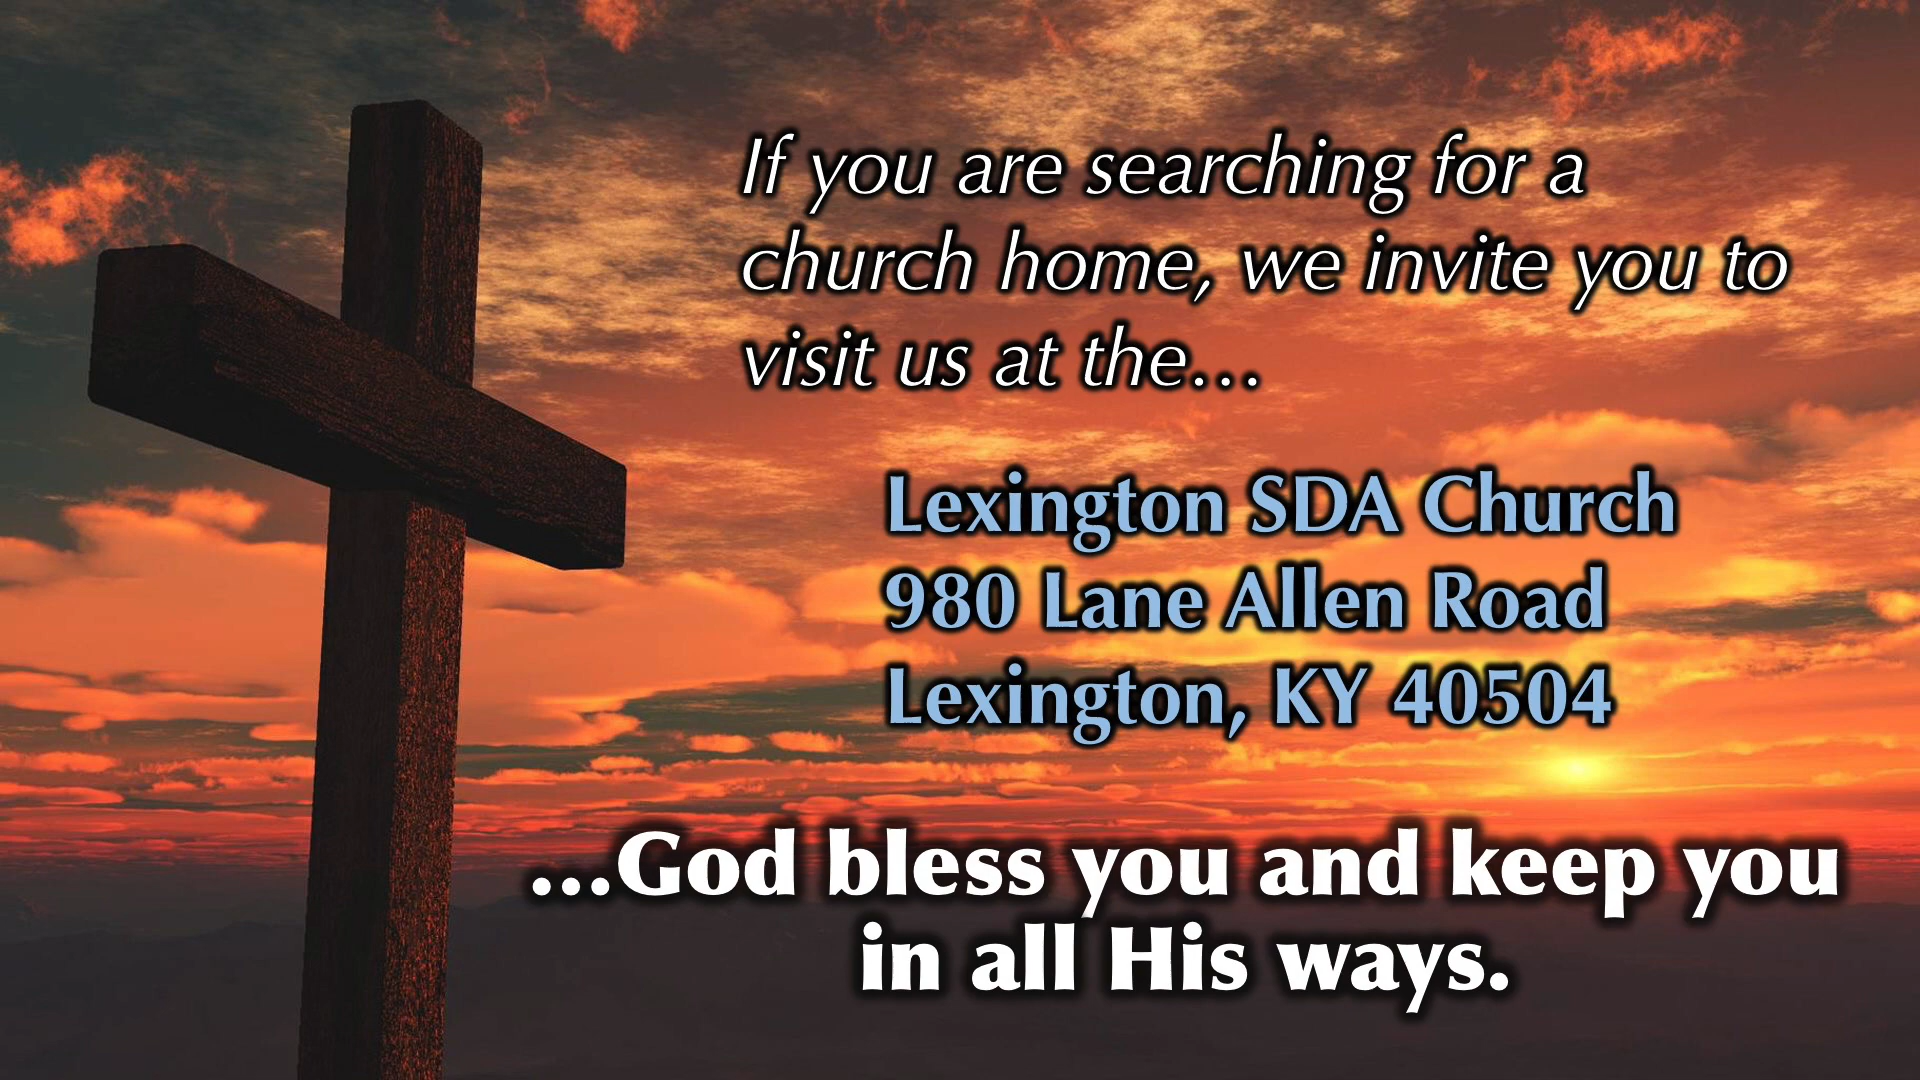 If you are searching for a
church home, we invite you to
visit us at the…
Lexington SDA Church
980 Lane Allen Road
Lexington, KY 40504
…God bless you and keep you
in all His ways.